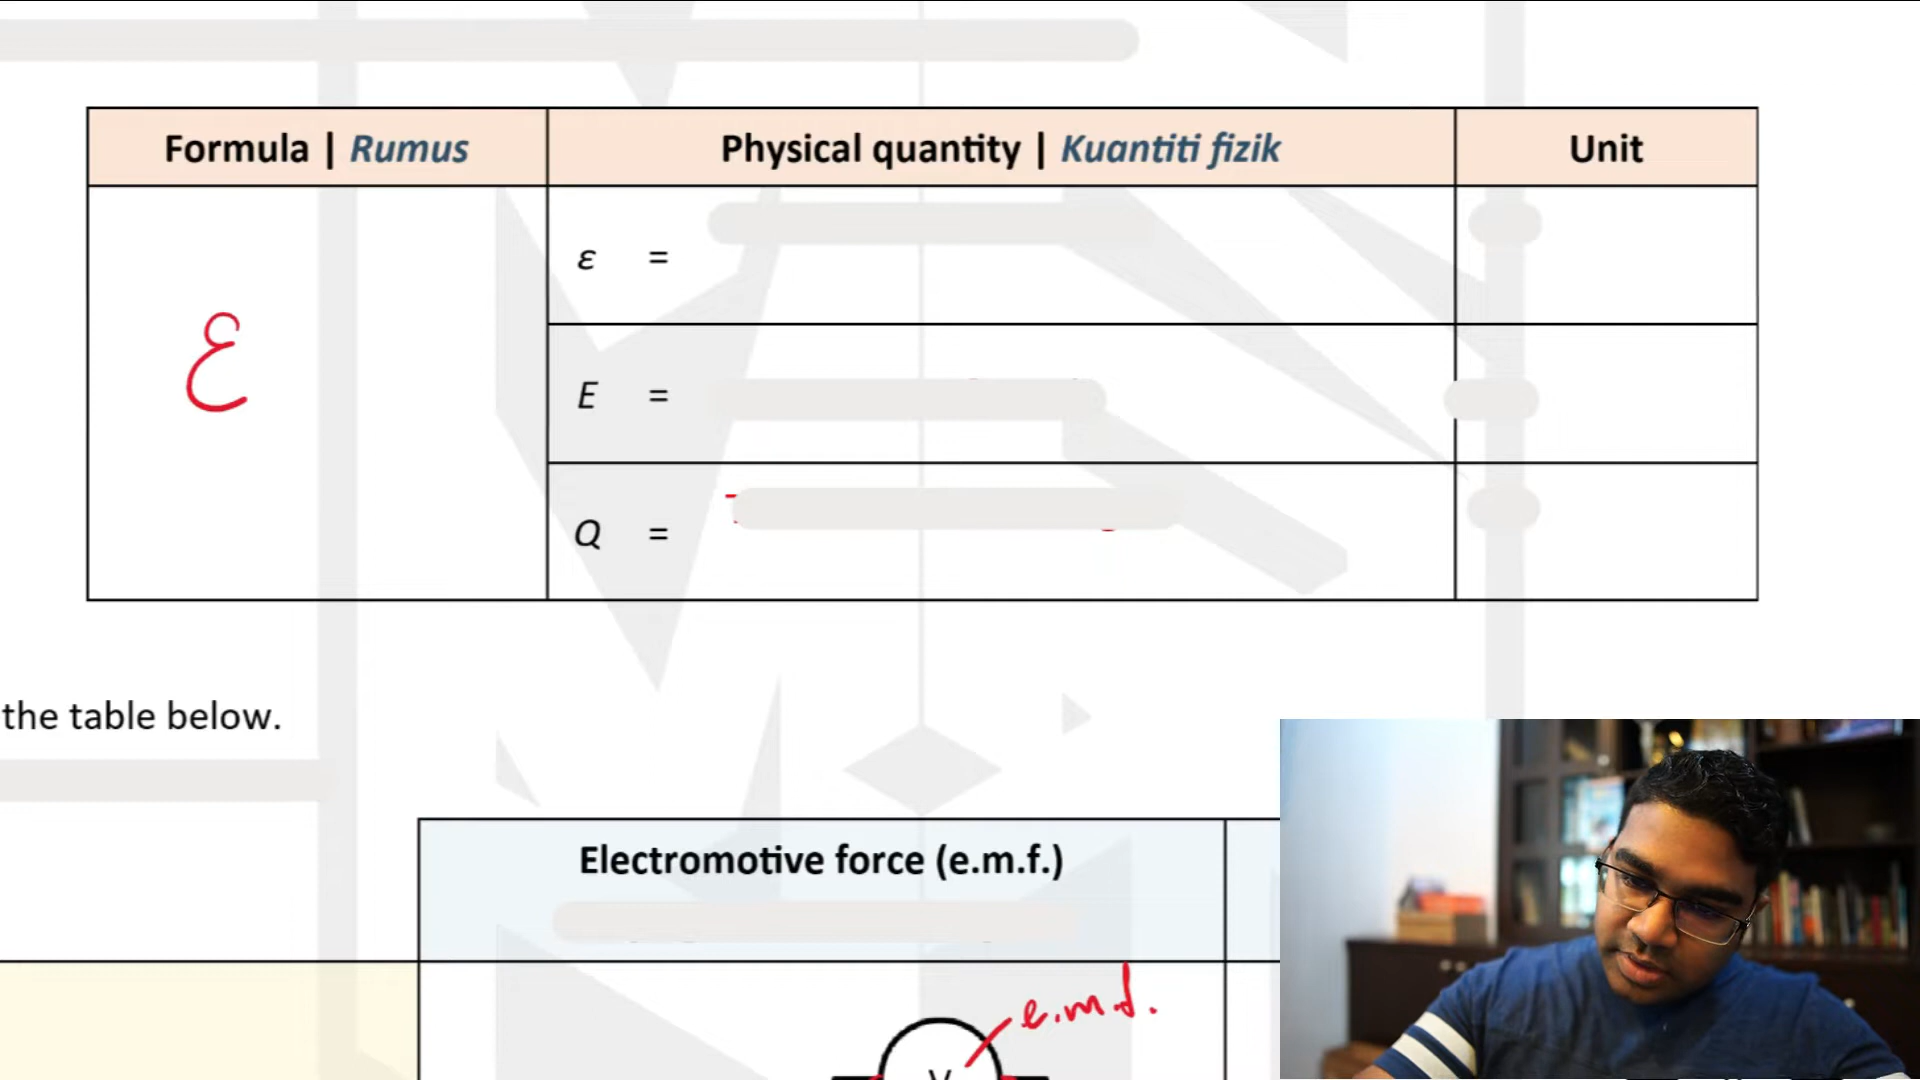 Formula | Rumus
Physical quantity | Kuantiti fizik
Unit
ε
ε =
E =
Q =
the table below.
Electromotive force (e.m.f.)
e.m.f.
V